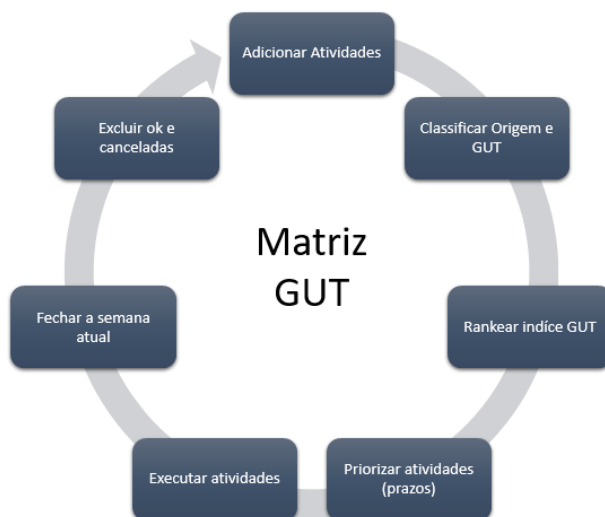 Adicionar Atividades
Classificar Origem e
GUT
Rankear indíce GUT
Priorizar atividades
(prazos)
Executar atividades
Fechar a semana
atual
Excluir ok e
canceladas
Matriz
GUT